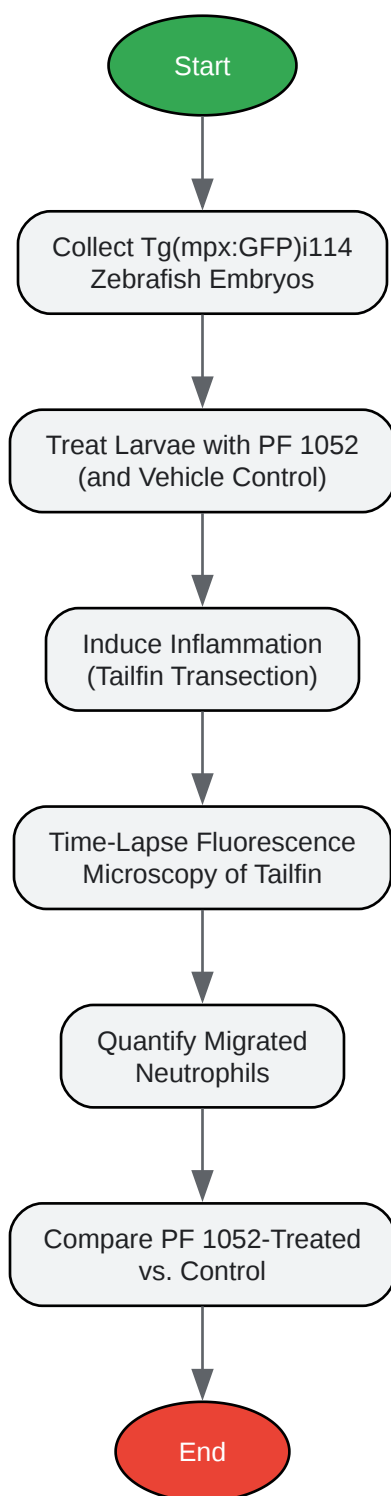 Start
Collect Tg(mpx:GFP)i114
Zebrafish Embryos
Treat Larvae with PF 1052
(and Vehicle Control)
Induce Inflammation
(Tailfin Transection)
Time-Lapse Fluorescence
Microscopy of Tailfin
Quantify Migrated
Neutrophils
Compare PF 1052-Treated
vs. Control
End